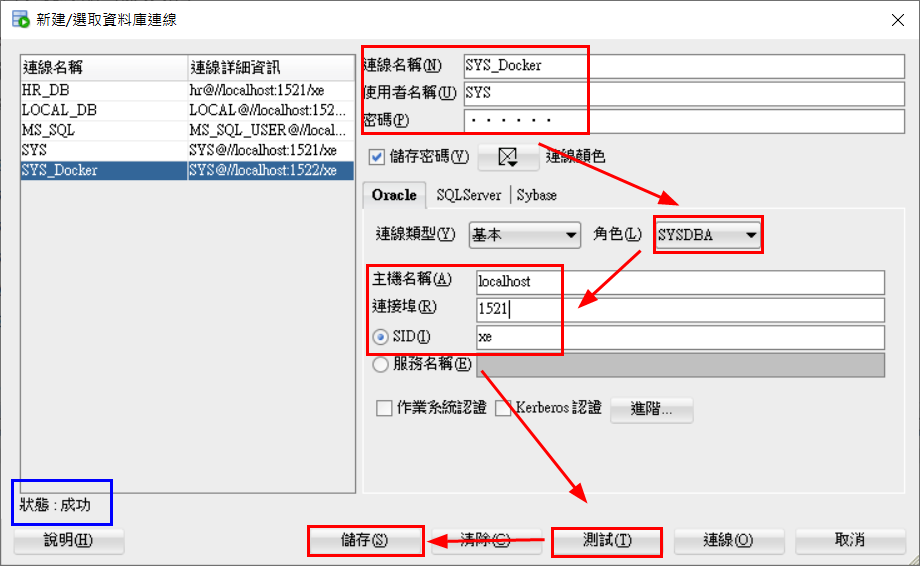 新建/選取資料庫連線
連線名稱 連線詳細資訊
HR_DB hr@//localhost:1521/xe
LOCAL_DB LOCAL@//localhost:152...
MS_SQL MS_SQL_USER@//local...
SYS SYS@//localhost:1521/xe
SYS_Docker SYS@//localhost:1522/xe
連線名稱(N) SYS_Docker
使用者名稱(U) SYS
密碼(P) ••••••
儲存密碼(V) 連線顏色
Oracle SQLServer Sybase
連線類型(Y) 基本 角色(L) SYSDBA
主機名稱(A) localhost
連接埠(R) 1521
SID(I) xe
服務名稱(E)
作業系統認證 Kerberos 認證 進階...
狀態 : 成功
說明(H) 儲存(S) 清除(C) 測試(T) 連線(O) 取消